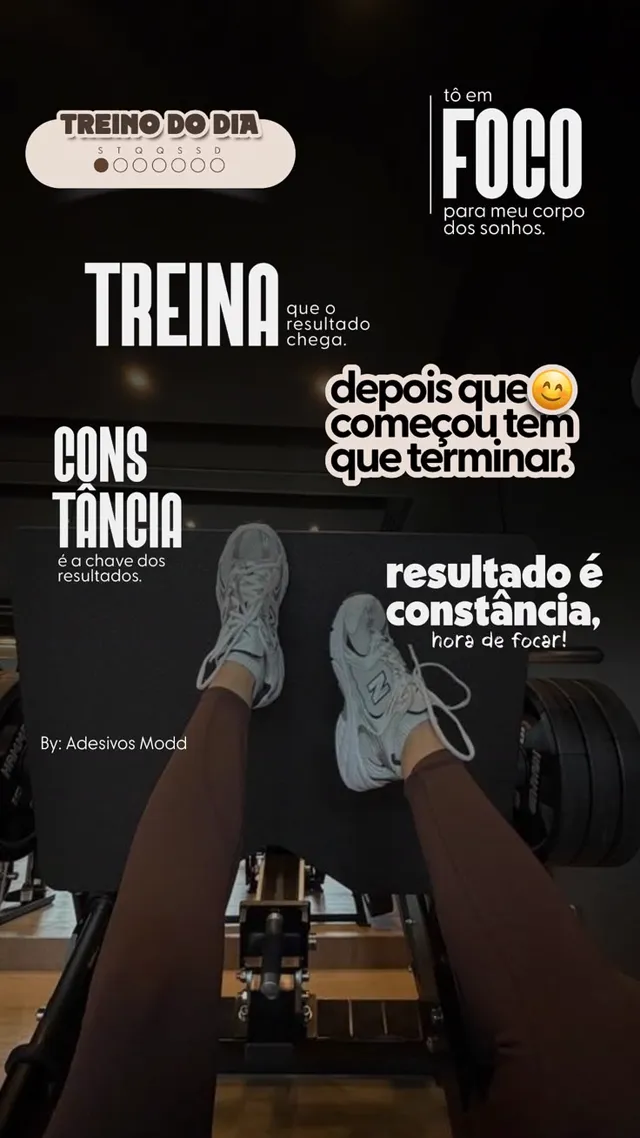 TREINO DO DIA
S T Q Q S S D
tô em
FOCO
para meu corpo
dos sonhos.
TREINA
que o
resultado
chega.
depois que😊
começou tem
que terminar.
CONS
TÂNCIA
é a chave dos
resultados.
resultado é
constância,
hora de focar!
N
By: Adesivos Modd